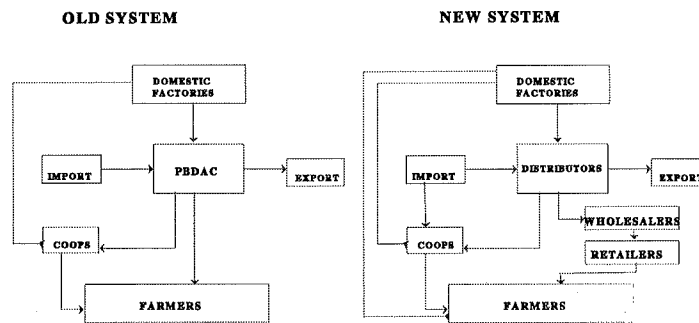 OLD SYSTEM
DOMESTIC
FACTORIES
IMPORT
PBDAC
EXPORT
COOPS
FARMERS
NEW SYSTEM
DOMESTIC
FACTORIES
IMPORT
DISTRIBUTORS
EXPORT
WHOLESALERS
COOPS
RETAILERS
FARMERS